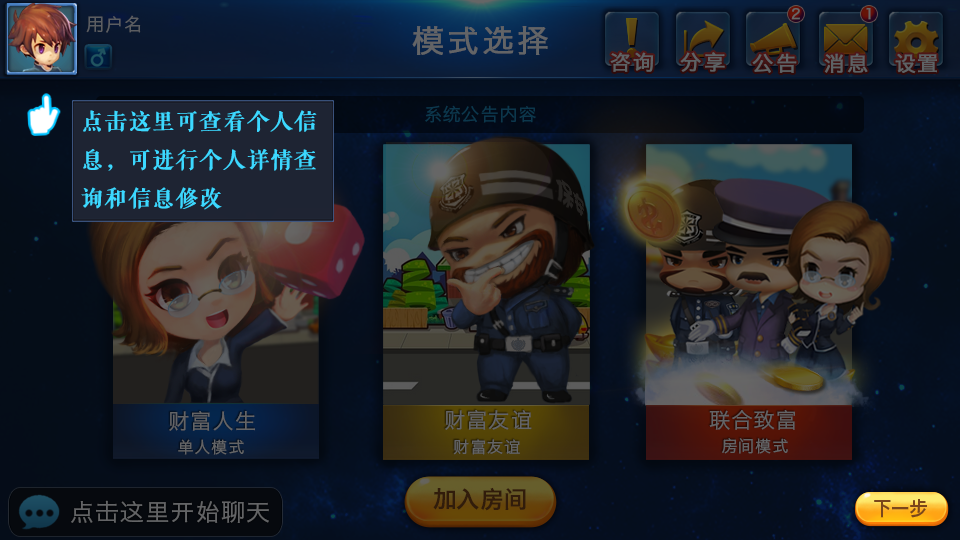 用户名
模式选择
咨询
分享
2
公告
1
消息
设置
系统公告内容
点击这里可查看个人信
息，可进行个人详情查
询和信息修改
保安
财富人生
单人模式
财富友谊
财富友谊
联合致富
房间模式
点击这里开始聊天
加入房间
下一步